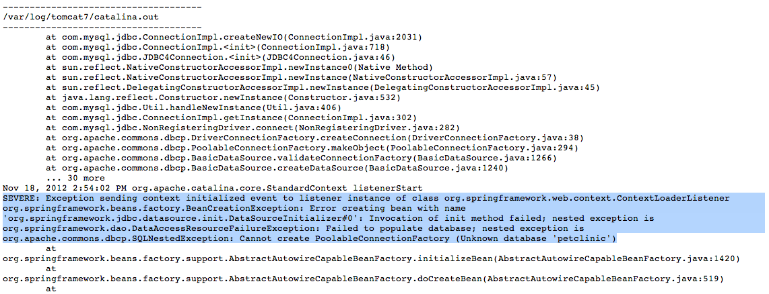 ------------------------------------
/var/log/tomcat7/catalina.out
------------------------------------
at com.mysql.jdbc.ConnectionImpl.createNewIO(ConnectionImpl.java:2031)
at com.mysql.jdbc.ConnectionImpl.<init>(ConnectionImpl.java:718)
at com.mysql.jdbc.JDBC4Connection.<init>(JDBC4Connection.java:46)
at sun.reflect.NativeConstructorAccessorImpl.newInstance0(Native Method)
at sun.reflect.NativeConstructorAccessorImpl.newInstance(NativeConstructorAccessorImpl.java:57)
at sun.reflect.DelegatingConstructorAccessorImpl.newInstance(DelegatingConstructorAccessorImpl.java:45)
at java.lang.reflect.Constructor.newInstance(Constructor.java:532)
at com.mysql.jdbc.Util.handleNewInstance(Util.java:406)
at com.mysql.jdbc.ConnectionImpl.getInstance(ConnectionImpl.java:302)
at com.mysql.jdbc.NonRegisteringDriver.connect(NonRegisteringDriver.java:282)
at org.apache.commons.dbcp.DriverConnectionFactory.createConnection(DriverConnectionFactory.java:38)
at org.apache.commons.dbcp.PoolableConnectionFactory.makeObject(PoolableConnectionFactory.java:294)
at org.apache.commons.dbcp.BasicDataSource.validateConnectionFactory(BasicDataSource.java:1266)
at org.apache.commons.dbcp.BasicDataSource.createDataSource(BasicDataSource.java:1240)
... 30 more
Nov 18, 2012 2:54:02 PM org.apache.catalina.core.StandardContext listenerStart
SEVERE: Exception sending context initialized event to listener instance of class org.springframework.web.context.ContextLoaderListener
org.springframework.beans.factory.BeanCreationException: Error creating bean with name
'org.springframework.jdbc.datasource.init.DataSourceInitializer#0': Invocation of init method failed; nested exception is
org.springframework.dao.DataAccessResourceFailureException: Failed to populate database; nested exception is
org.apache.commons.dbcp.SQLNestedException: Cannot create PoolableConnectionFactory (Unknown database 'petclinic')
at
org.springframework.beans.factory.support.AbstractAutowireCapableBeanFactory.initializeBean(AbstractAutowireCapableBeanFactory.java:1420)
at
org.springframework.beans.factory.support.AbstractAutowireCapableBeanFactory.doCreateBean(AbstractAutowireCapableBeanFactory.java:519)
at